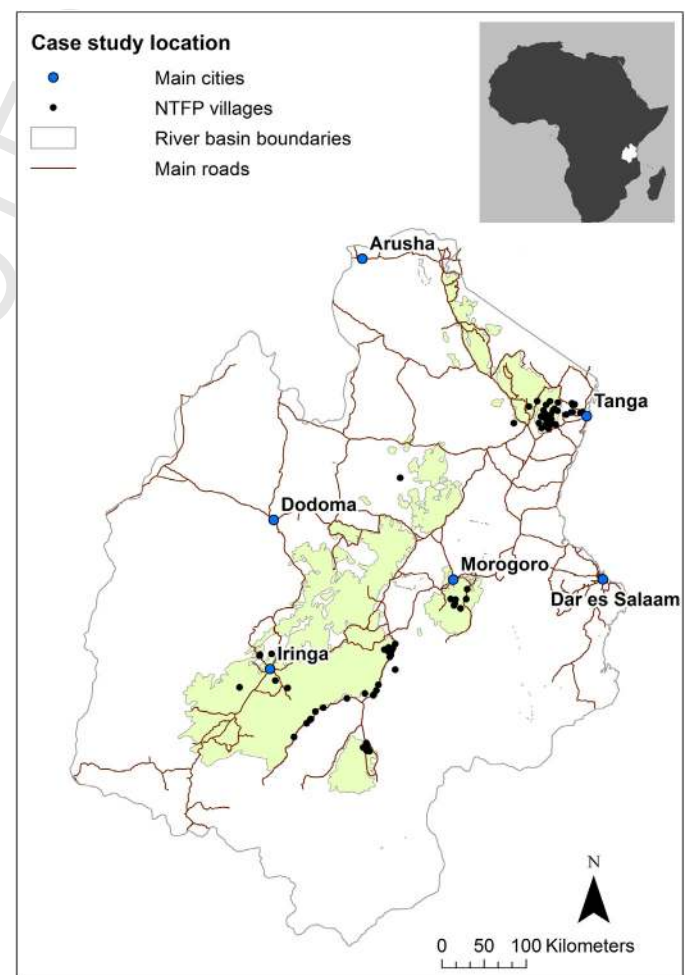 Case study location
Main cities
NTFP villages
River basin boundaries
Main roads
Arusha
Tanga
Dodoma
Morogoro
Dar es Salaam
Iringa
N
0 50 100 Kilometers